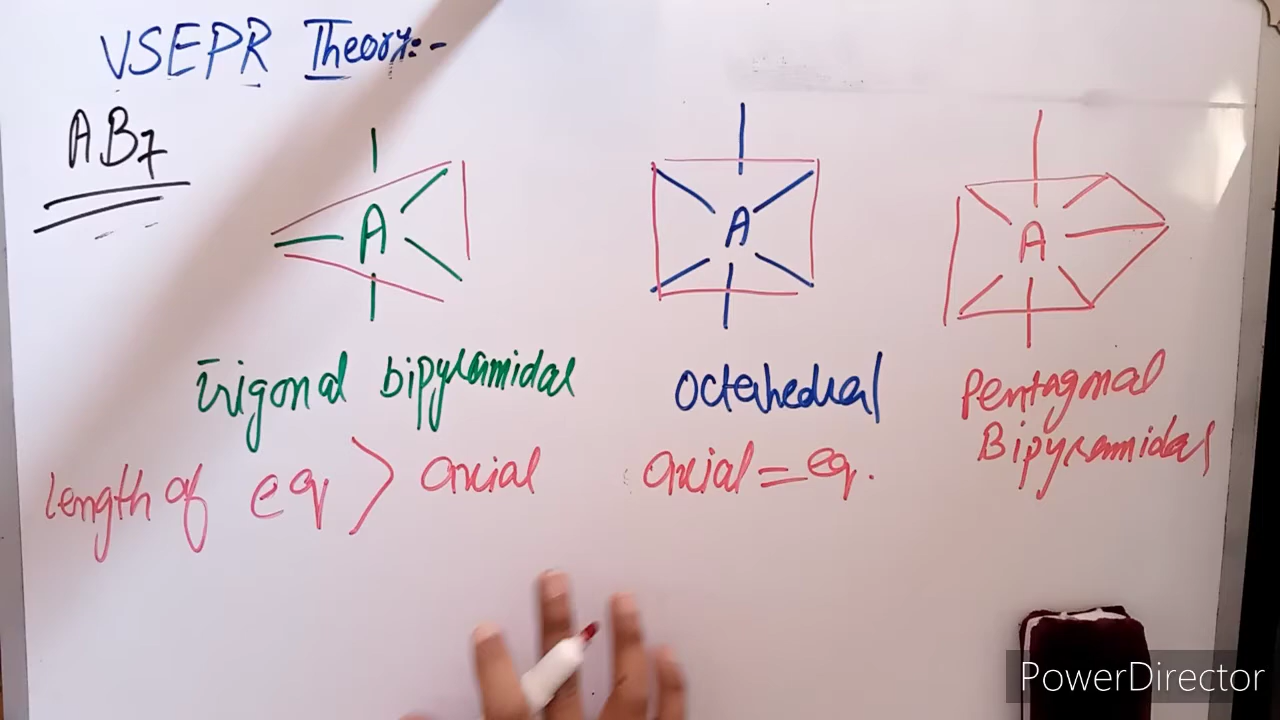 VSEPR Theory:-
AB7
A
A
A
trigonal bipyramidal
octahedral
Pentagonal
Bipyramidal
length of eq > axial
axial = eq.
PowerDirector